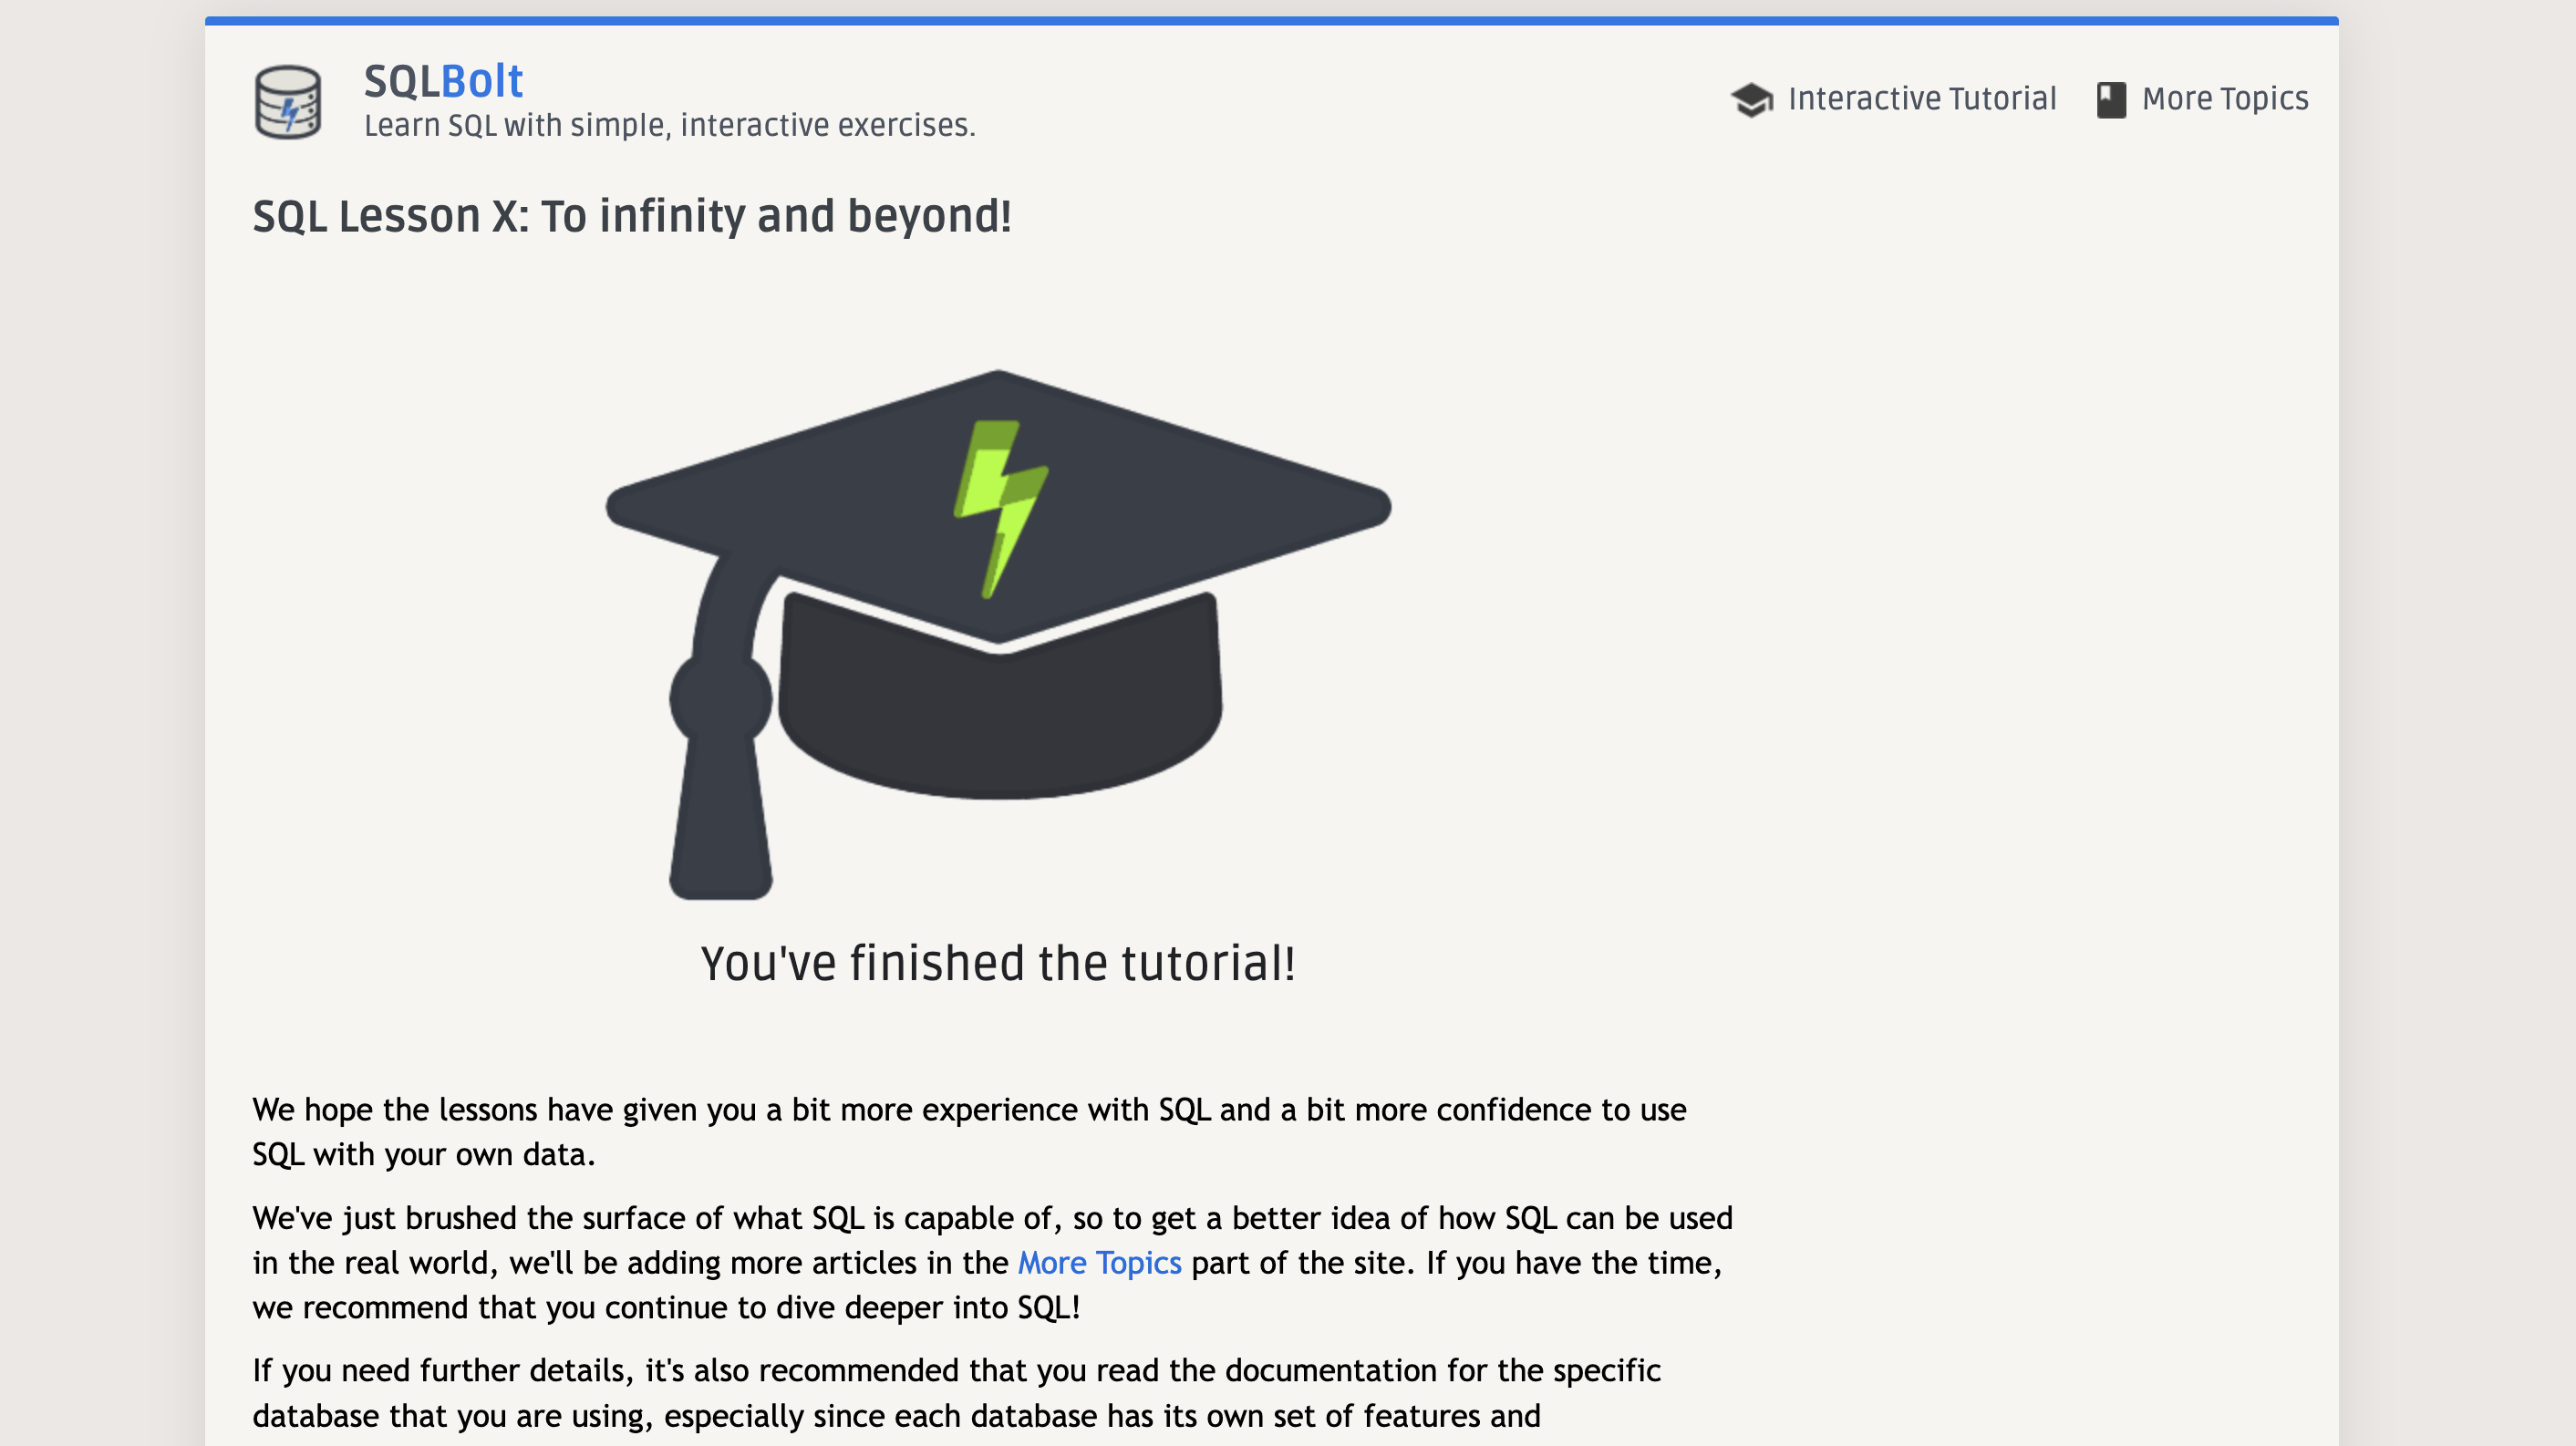 SQLBolt
Learn SQL with simple, interactive exercises.
Interactive Tutorial
More Topics
SQL Lesson X: To infinity and beyond!
You've finished the tutorial!
We hope the lessons have given you a bit more experience with SQL and a bit more confidence to use
SQL with your own data.
We've just brushed the surface of what SQL is capable of, so to get a better idea of how SQL can be used
in the real world, we'll be adding more articles in the More Topics part of the site. If you have the time,
we recommend that you continue to dive deeper into SQL!
If you need further details, it's also recommended that you read the documentation for the specific
database that you are using, especially since each database has its own set of features and